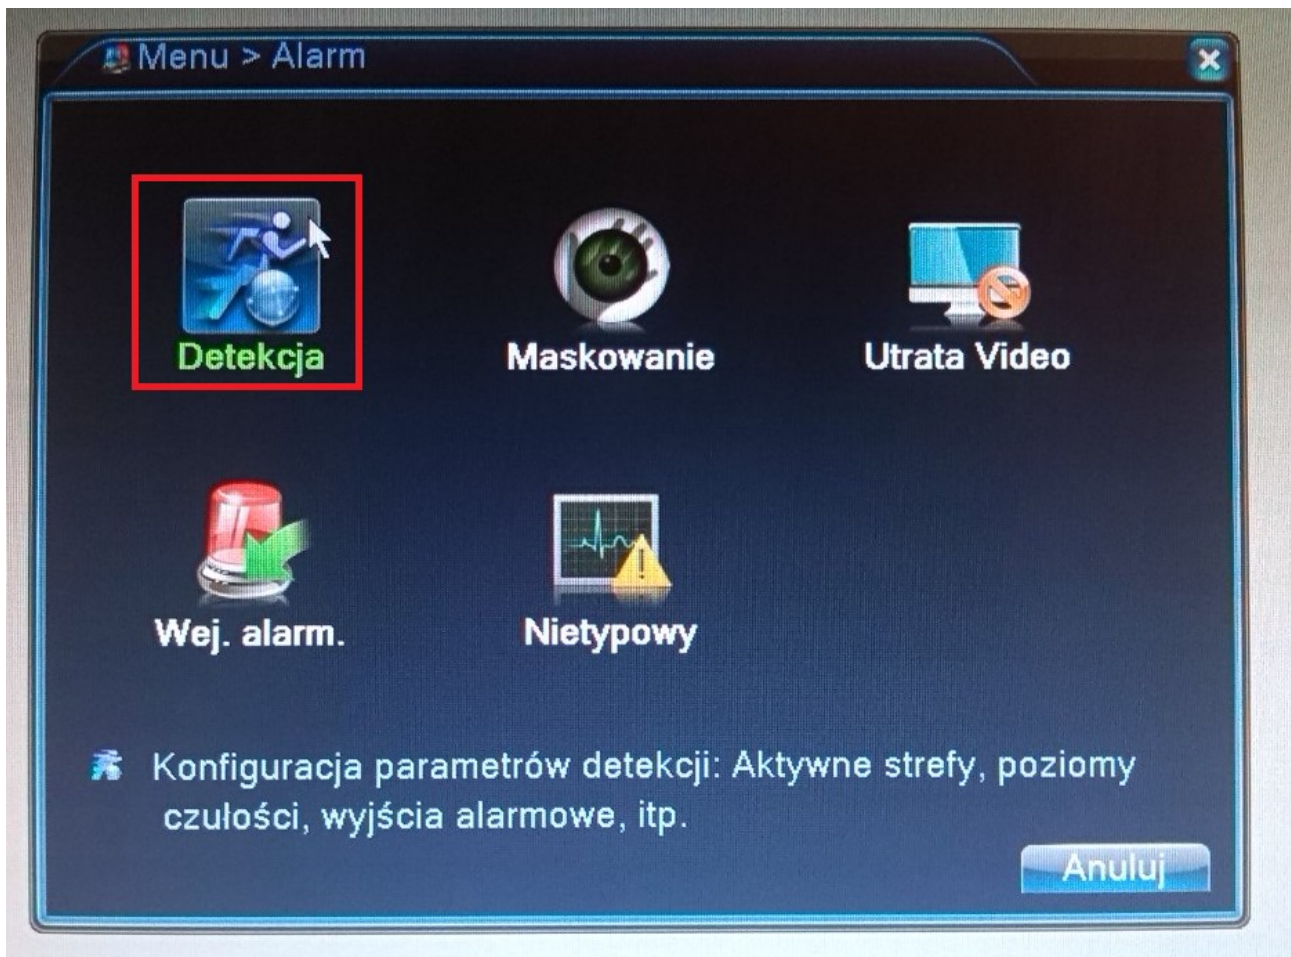 Menu > Alarm
Detekcja
Maskowanie
Utrata Video
Wej. alarm.
Nietypowy
Konfiguracja parametrów detekcji: Aktywne strefy, poziomy
czułości, wyjścia alarmowe, itp.
Anuluj